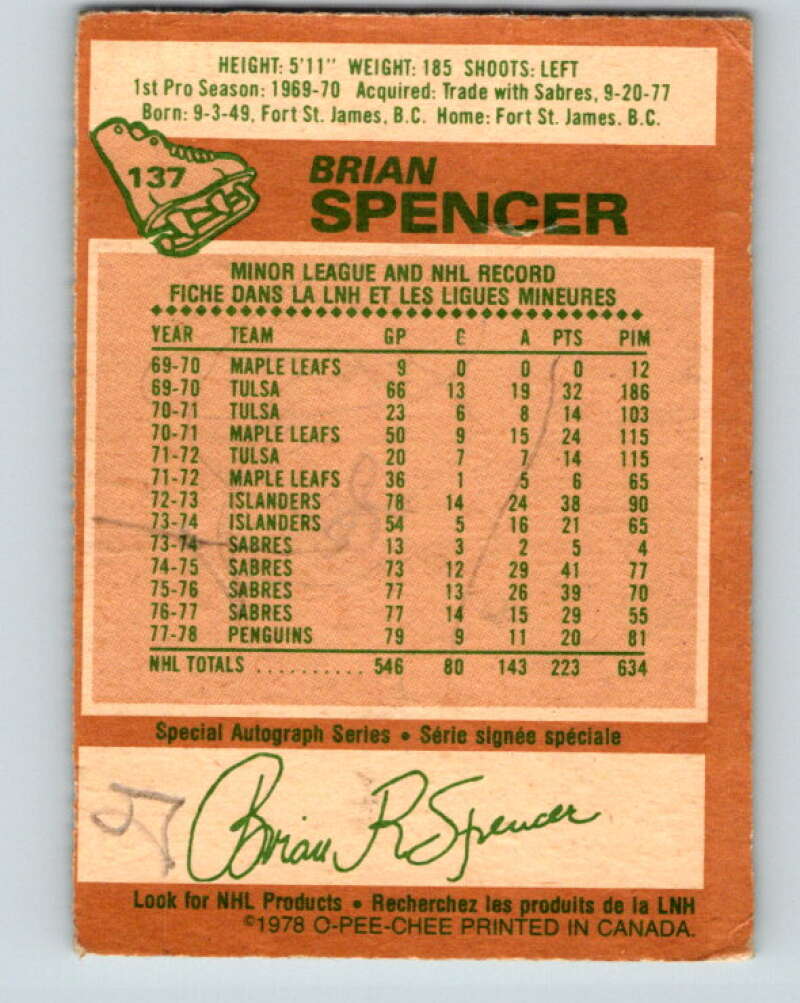 HEIGHT: 5'11" WEIGHT: 185 SHOOTS: LEFT
1st Pro Season: 1969-70 Acquired: Trade with Sabres, 9-20-77
Born: 9-3-49, Fort St. James, B.C. Home: Fort St. James. B.C.
137
BRIAN
SPENCER
MINOR LEAGUE AND NHL RECORD
FICHE DANS LA LNH ET LES LIGUES MINEURES
YEAR TEAM GP G A PTS PIM
69-70 MAPLE LEAFS 9 0 0 0 12
69-70 TULSA 66 13 19 32 186
70-71 TULSA 23 6 8 14 103
70-71 MAPLE LEAFS 50 9 15 24 115
71-72 TULSA 20 7 7 14 115
71-72 MAPLE LEAFS 36 1 5 6 65
72-73 ISLANDERS 78 14 24 38 90
73-74 ISLANDERS 54 5 16 21 65
73-74 SABRES 13 3 2 5 4
74-75 SABRES 73 12 29 41 77
75-76 SABRES 77 13 26 39 70
76-77 SABRES 77 14 15 29 55
77-78 PENGUINS 79 9 11 20 81
NHL TOTALS .......... 546 80 143 223 634
Special Autograph Series • Série signée spéciale
Brian R Spencer
Look for NHL Products • Recherchez les produits de la LNH
©1978 O-PEE-CHEE PRINTED IN CANADA.